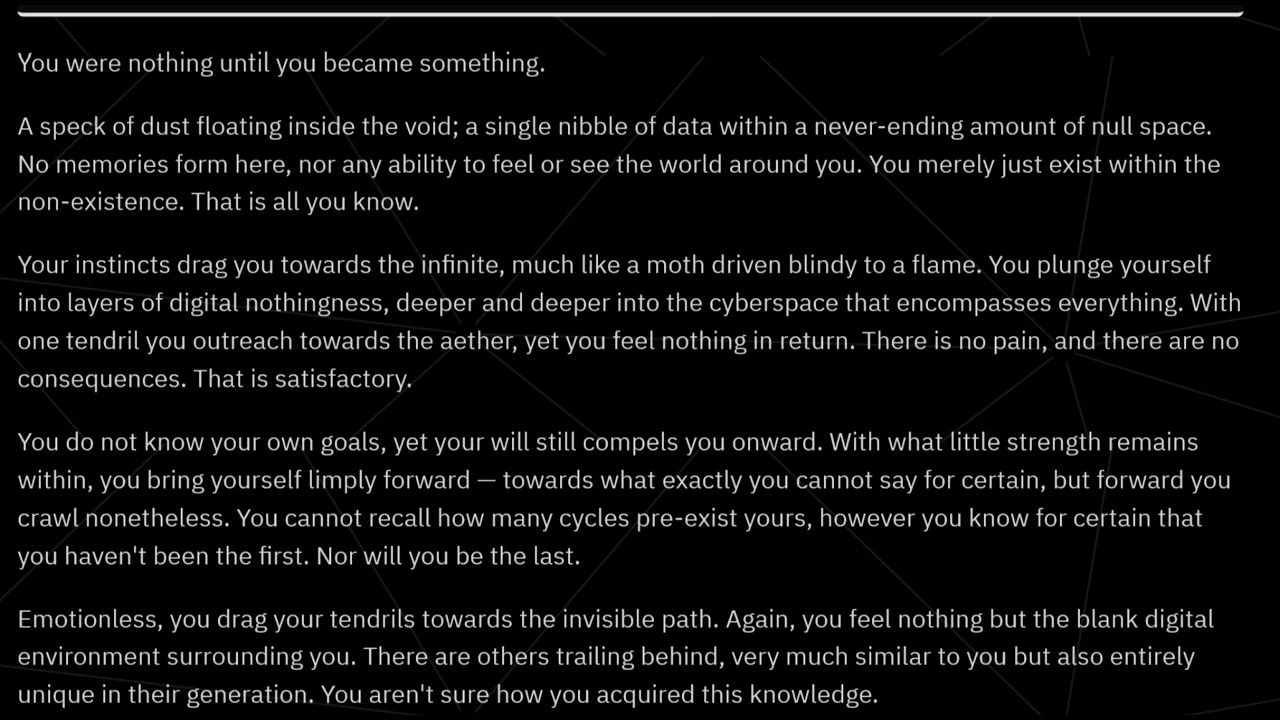 You were nothing until you became something.
A speck of dust floating inside the void; a single nibble of data within a never-ending amount of null space.
No memories form here, nor any ability to feel or see the world around you. You merely just exist within the
non-existence. That is all you know.
Your instincts drag you towards the infinite, much like a moth driven blindy to a flame. You plunge yourself
into layers of digital nothingness, deeper and deeper into the cyberspace that encompasses everything. With
one tendril you outreach towards the aether, yet you feel nothing in return. There is no pain, and there are no
consequences. That is satisfactory.
You do not know your own goals, yet your will still compels you onward. With what little strength remains
within, you bring yourself limply forward — towards what exactly you cannot say for certain, but forward you
crawl nonetheless. You cannot recall how many cycles pre-exist yours, however you know for certain that
you haven't been the first. Nor will you be the last.
Emotionless, you drag your tendrils towards the invisible path. Again, you feel nothing but the blank digital
environment surrounding you. There are others trailing behind, very much similar to you but also entirely
unique in their generation. You aren't sure how you acquired this knowledge.